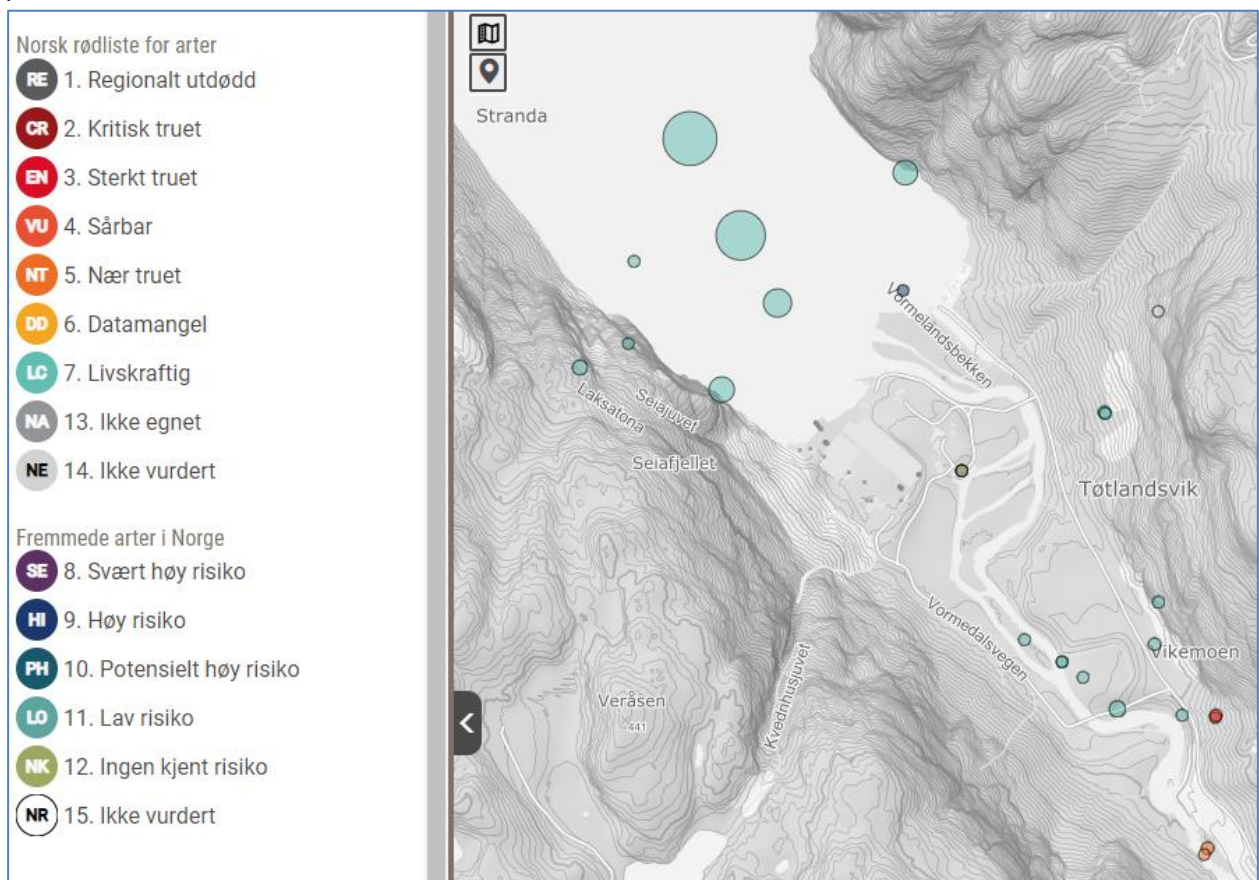 Norsk rødliste for arter
RE 1. Regionalt utdødd
CR 2. Kritisk truet
EN 3. Sterkt truet
VU 4. Sårbar
NT 5. Nær truet
DD 6. Datamangel
LC 7. Livskraftig
NA 13. Ikke egnet
NE 14. Ikke vurdert
Fremmede arter i Norge
SE 8. Svært høy risiko
HI 9. Høy risiko
PH 10. Potensielt høy risiko
LO 11. Lav risiko
NK 12. Ingen kjent risiko
NR 15. Ikke vurdert
Stranda
Vormelandsbekken
Seiajuvet
Laksatona
Seiafjellet
Tøtlandsvik
Vormedalsvegen
Vikemoen
Kvednhusjuvet
Veråsen
441